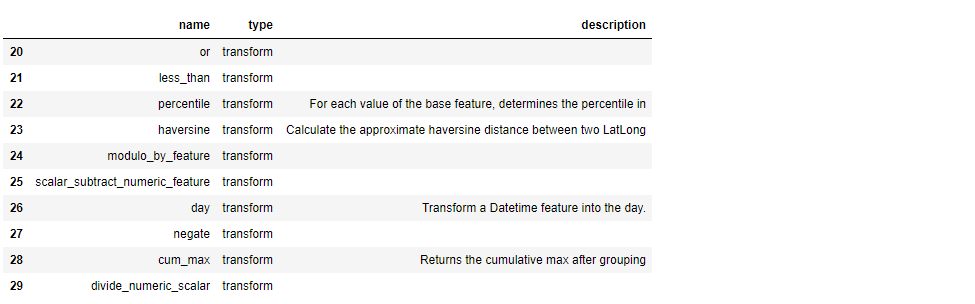 name type description
20 or transform
21 less_than transform
22 percentile transform For each value of the base feature, determines the percentile in
23 haversine transform Calculate the approximate haversine distance between two LatLong
24 modulo_by_feature transform
25 scalar_subtract_numeric_feature transform
26 day transform Transform a Datetime feature into the day.
27 negate transform
28 cum_max transform Returns the cumulative max after grouping
29 divide_numeric_scalar transform